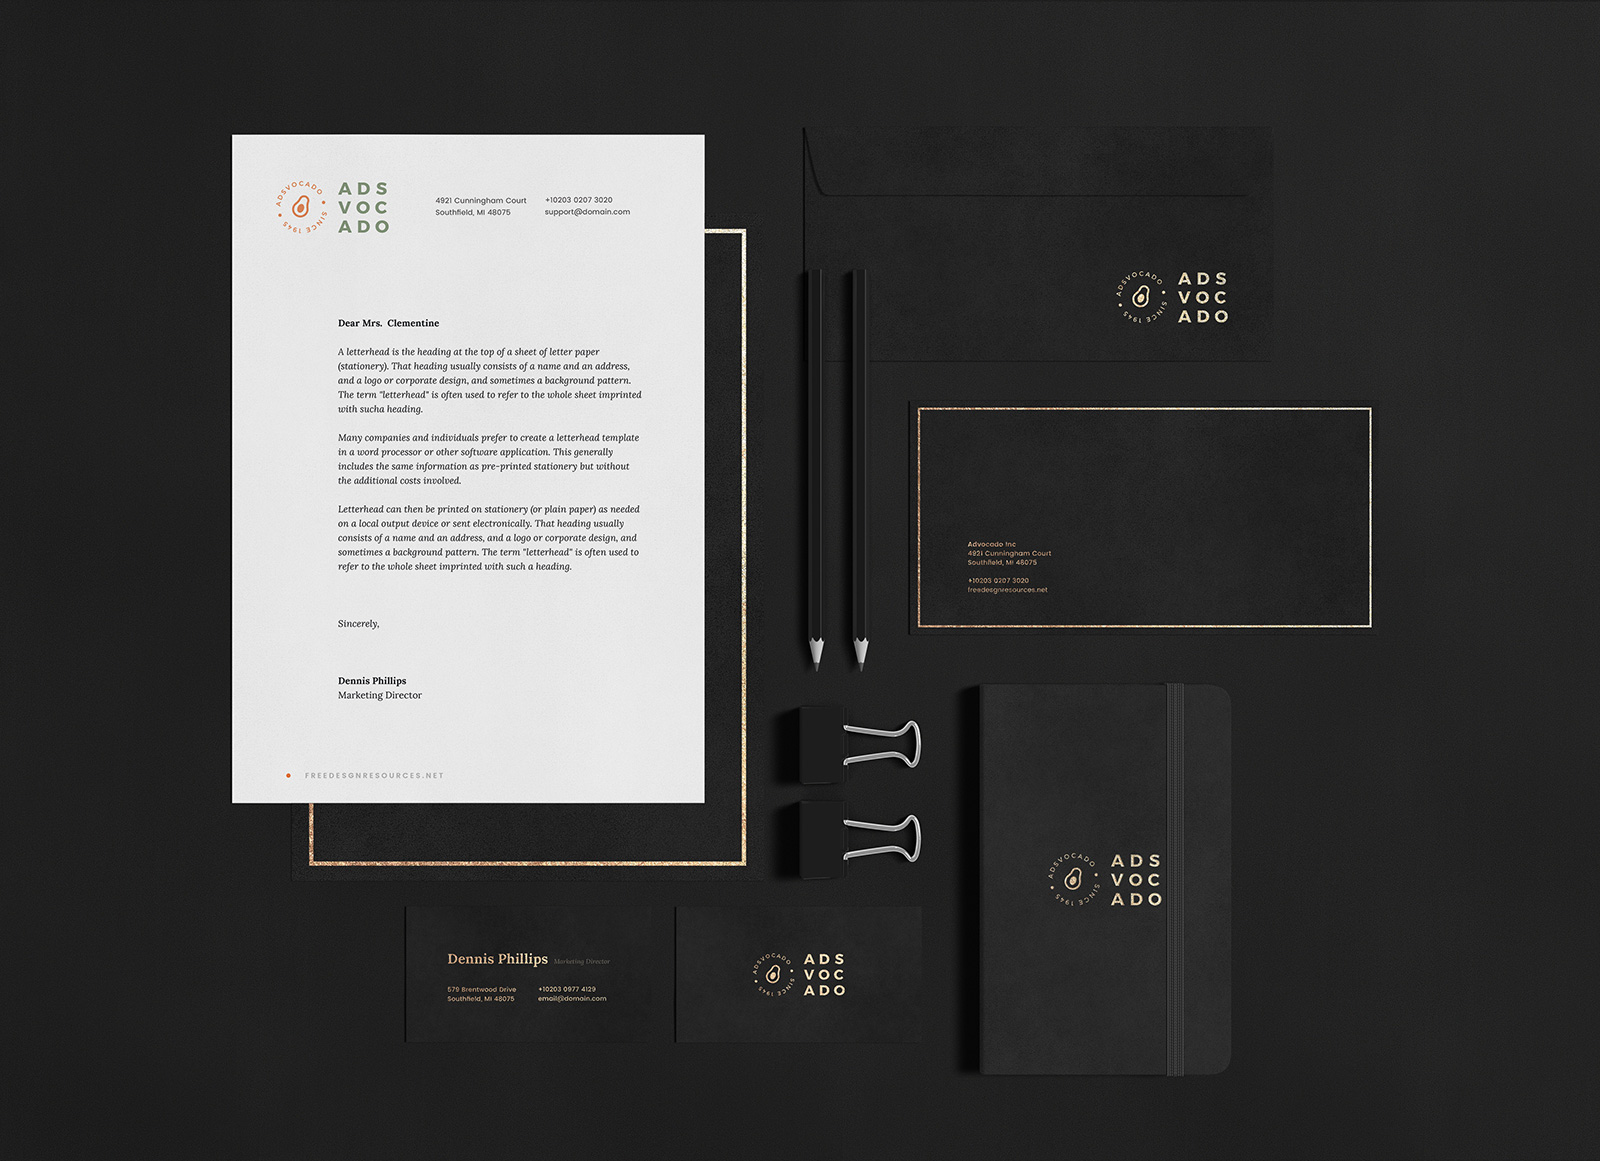 ADSVOCADO
SINCE 1945
ADS
VOC
ADO
4921 Cunningham Court
Southfield, MI 48075
+10203 0207 3020
support@domain.com
Dear Mrs.  Clementine
A letterhead is the heading at the top of a sheet of letter paper
(stationery). That heading usually consists of a name and an address,
and a logo or corporate design, and sometimes a background pattern.
The term "letterhead" is often used to refer to the whole sheet imprinted
with sucha heading.
Many companies and individuals prefer to create a letterhead template
in a word processor or other software application. This generally
includes the same information as pre-printed stationery but without
the additional costs involved.
Letterhead can then be printed on stationery (or plain paper) as needed
on a local output device or sent electronically. That heading usually
consists of a name and an address, and a logo or corporate design, and
sometimes a background pattern. The term "letterhead" is often used to
refer to the whole sheet imprinted with such a heading.
Sincerely,
Dennis Phillips
Marketing Director
FREEDESGNRESOURCES.NET
ADSVOCADO
SINCE 1945
ADS
VOC
ADO
Advocado Inc
4921 Cunningham Court
Southfield, MI 48075
+10203 0207 3020
freedesgnresources.net
ADSVOCADO
SINCE 1945
ADS
VOC
ADO
Dennis Phillips Marketing Director
579 Brentwood Drive
Southfield, MI 48075
+10203 0977 4129
email@domain.com
ADSVOCADO
SINCE 1945
ADS
VOC
ADO